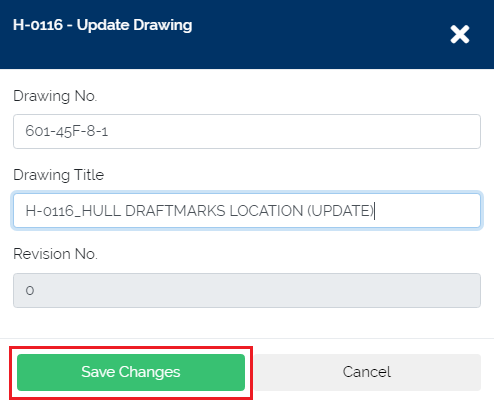 H-0116 - Update Drawing
Drawing No.
601-45F-8-1
Drawing Title
H-0116_HULL DRAFTMARKS LOCATION (UPDATE)
Revision No.
0
Save Changes
Cancel